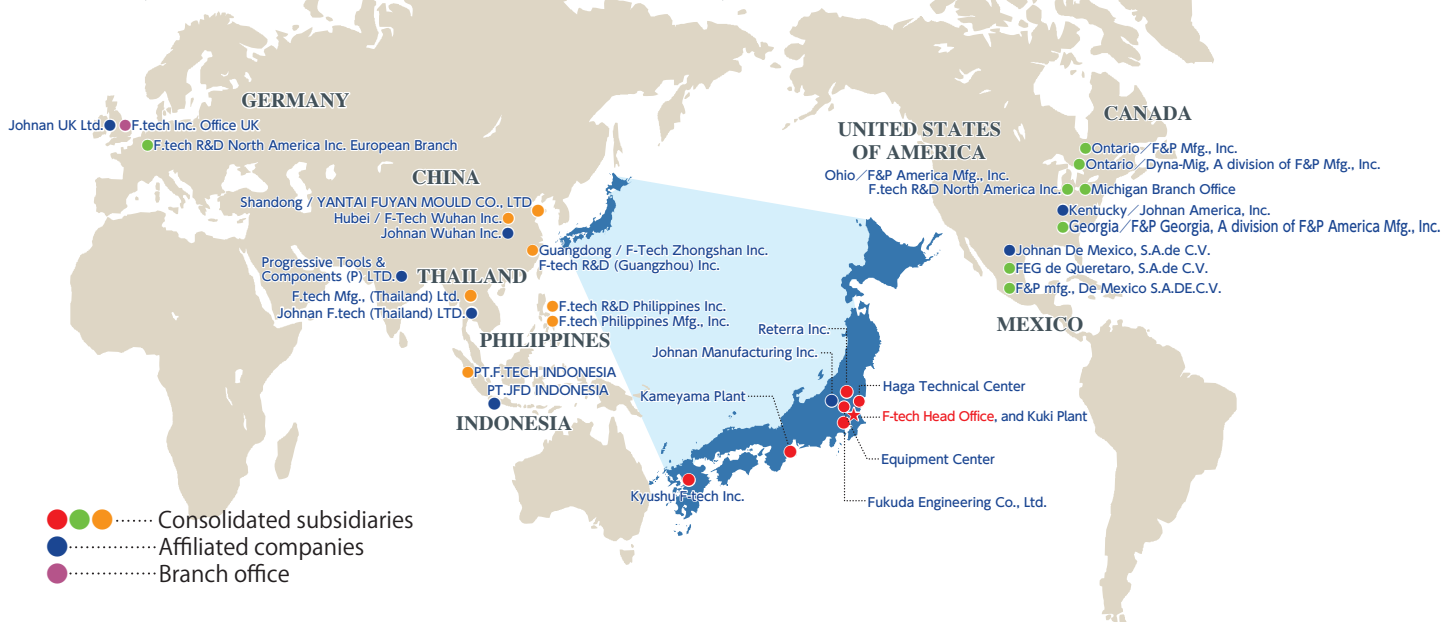 GERMANY
Johnan UK Ltd.
F.tech Inc. Office UK
F.tech R&D North America Inc. European Branch
CHINA
Shandong / YANTAI FUYAN MOULD CO., LTD
Hubei / F-Tech Wuhan Inc.
Johnan Wuhan Inc.
Guangdong / F-Tech Zhongshan Inc.
F-tech R&D (Guangzhou) Inc.
Progressive Tools &
Components (P) LTD.
THAILAND
F.tech Mfg., (Thailand) Ltd.
Johnan F.tech (Thailand) LTD.
F.tech R&D Philippines Inc.
F.tech Philippines Mfg., Inc.
PHILIPPINES
PT.F.TECH INDONESIA
PT.JFD INDONESIA
INDONESIA
Reterra Inc.
Johnan Manufacturing Inc.
Kameyama Plant
Haga Technical Center
F-tech Head Office, and Kuki Plant
Equipment Center
Fukuda Engineering Co., Ltd.
Kyushu F-tech Inc.
CANADA
Ontario/F&P Mfg., Inc.
Ontario/Dyna-Mig, A division of F&P Mfg., Inc.
UNITED STATES
OF AMERICA
Ohio/F&P America Mfg., Inc.
F.tech R&D North America Inc.
Michigan Branch Office
Kentucky/Johnan America, Inc.
Georgia/F&P Georgia, A division of F&P America Mfg., Inc.
Johnan De Mexico, S.A.de C.V.
FEG de Queretaro, S.A.de C.V.
F&P mfg., De Mexico S.A.DE.C.V.
MEXICO
Consolidated subsidiaries
Affiliated companies
Branch office